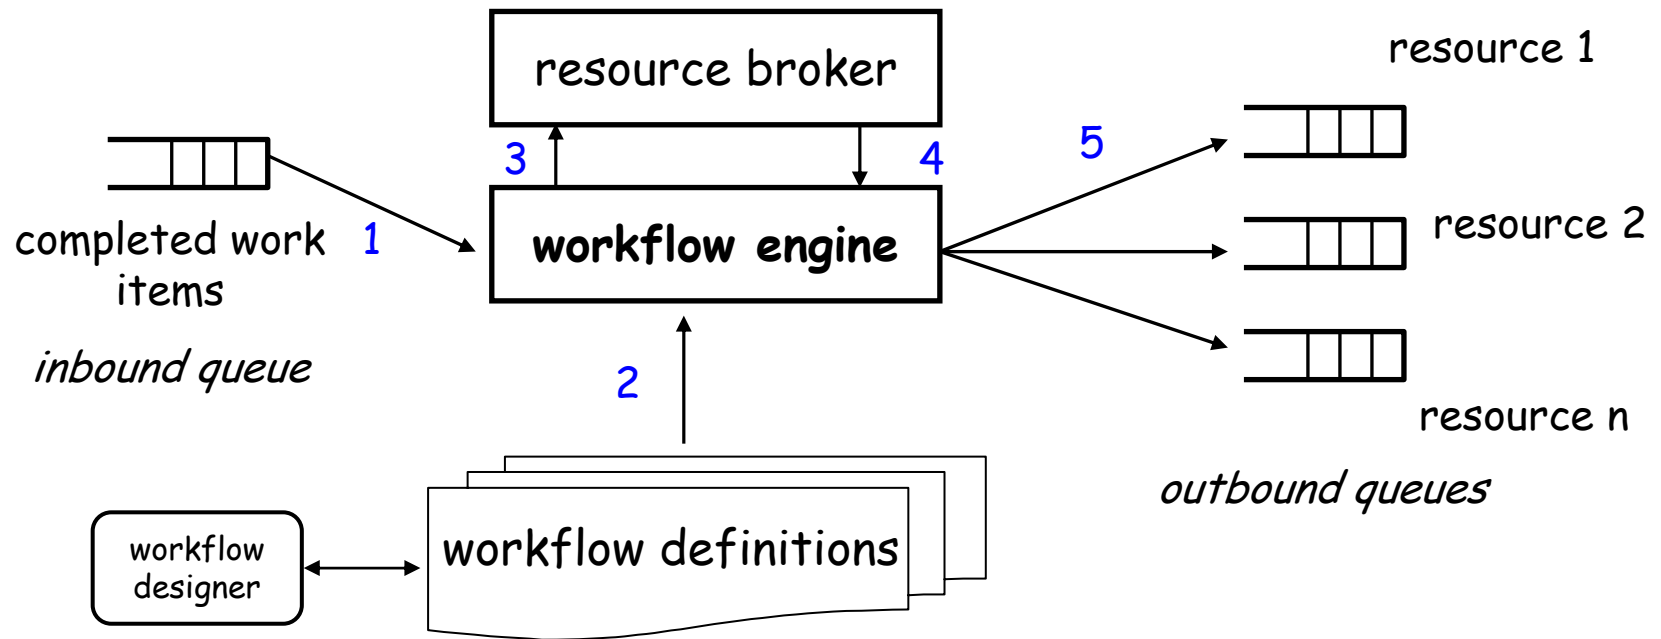 resource broker
resource 1
3
4
5
completed work
items
1
workflow engine
resource 2
inbound queue
2
resource n
outbound queues
workflow
designer
workflow definitions